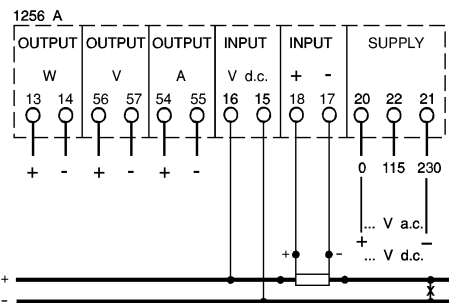 1256 A
OUTPUT OUTPUT OUTPUT INPUT INPUT SUPPLY
W V A V d.c. + -
13 14 56 57 54 55 16 15 18 17 20 22 21
+ - + - + - 0 115 230
... V a.c.
+ -
... V d.c.
+ -
+
-